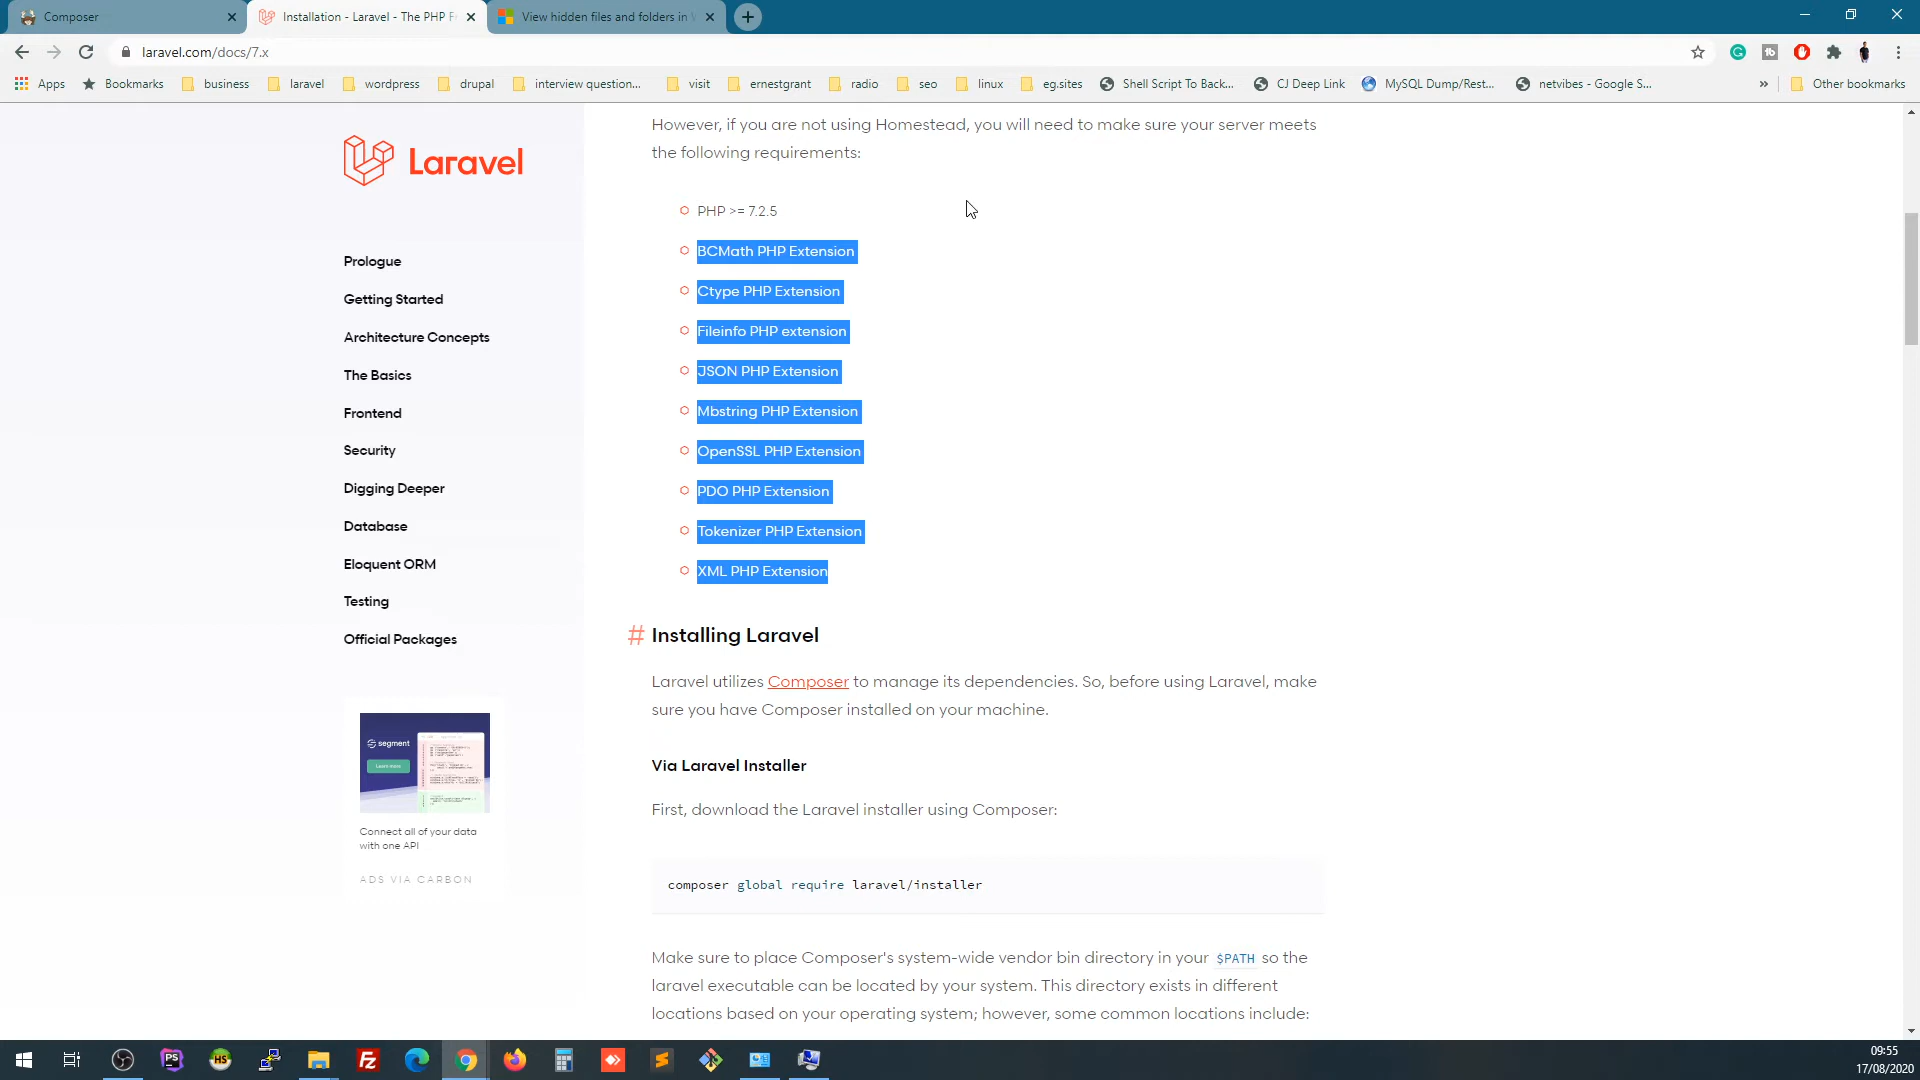 Composer
Installation - Laravel - The PHP F
View hidden files and folders in
laravel.com/docs/7.x
Apps
Bookmarks
business
laravel
wordpress
drupal
interview question...
visit
ernestgrant
radio
seo
linux
eg.sites
Shell Script To Back...
CJ Deep Link
MySQL Dump/Rest...
netvibes - Google S...
»
Other bookmarks
Laravel
Prologue
Getting Started
Architecture Concepts
The Basics
Frontend
Security
Digging Deeper
Database
Eloquent ORM
Testing
Official Packages
segment
Learn more
Connect all of your data
with one API
ADS VIA CARBON
However, if you are not using Homestead, you will need to make sure your server meets
the following requirements:
PHP >= 7.2.5
BCMath PHP Extension
Ctype PHP Extension
Fileinfo PHP extension
JSON PHP Extension
Mbstring PHP Extension
OpenSSL PHP Extension
PDO PHP Extension
Tokenizer PHP Extension
XML PHP Extension
# Installing Laravel
Laravel utilizes Composer to manage its dependencies. So, before using Laravel, make
sure you have Composer installed on your machine.
Via Laravel Installer
First, download the Laravel installer using Composer:
composer global require laravel/installer
Make sure to place Composer's system-wide vendor bin directory in your $PATH so the
laravel executable can be located by your system. This directory exists in different
locations based on your operating system; however, some common locations include:
PS
HS
FZ
09:55
17/08/2020